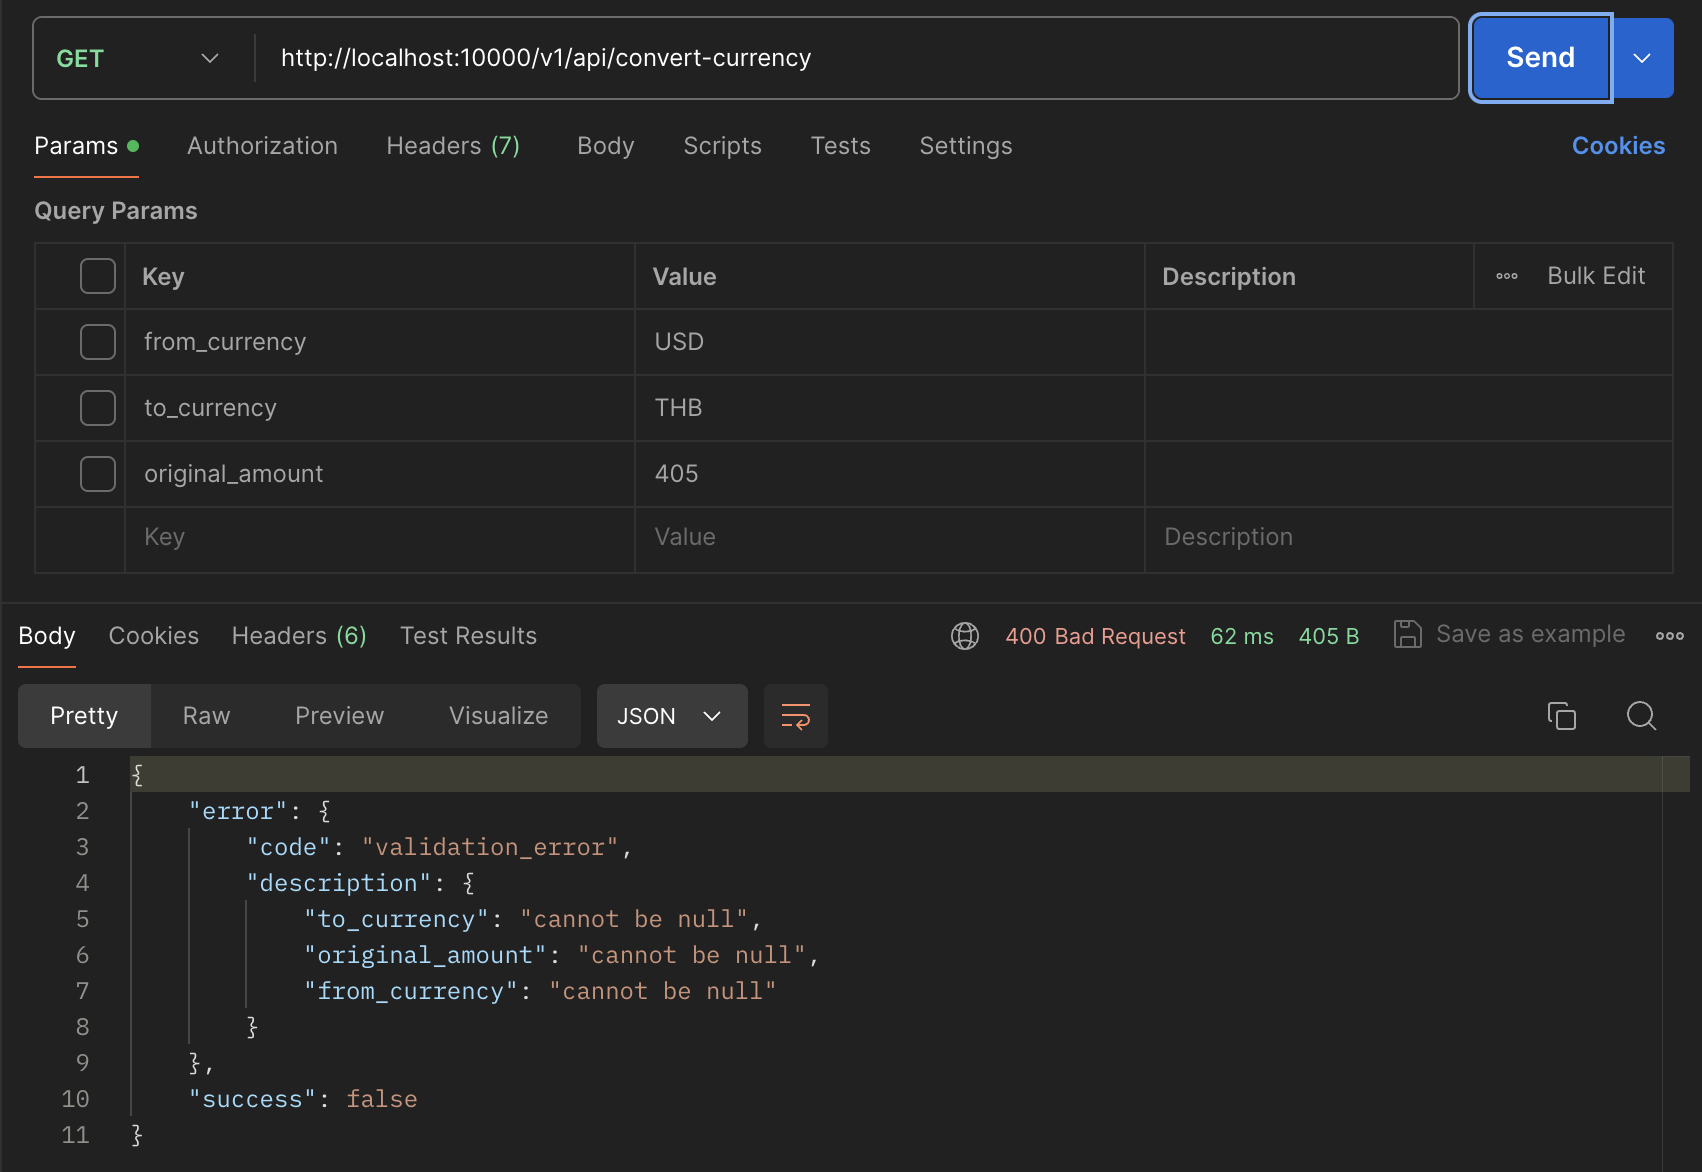 GET http://localhost:10000/v1/api/convert-currency Send
Params Authorization Headers (7) Body Scripts Tests Settings Cookies
Query Params
Key Value Description Bulk Edit
from_currency USD
to_currency THB
original_amount 405
Key Value Description
Body Cookies Headers (6) Test Results 400 Bad Request 62 ms 405 B Save as example
Pretty Raw Preview Visualize JSON
1 {
2 "error": {
3 "code": "validation_error",
4 "description": {
5 "to_currency": "cannot be null",
6 "original_amount": "cannot be null",
7 "from_currency": "cannot be null"
8 }
9 },
10 "success": false
11 }